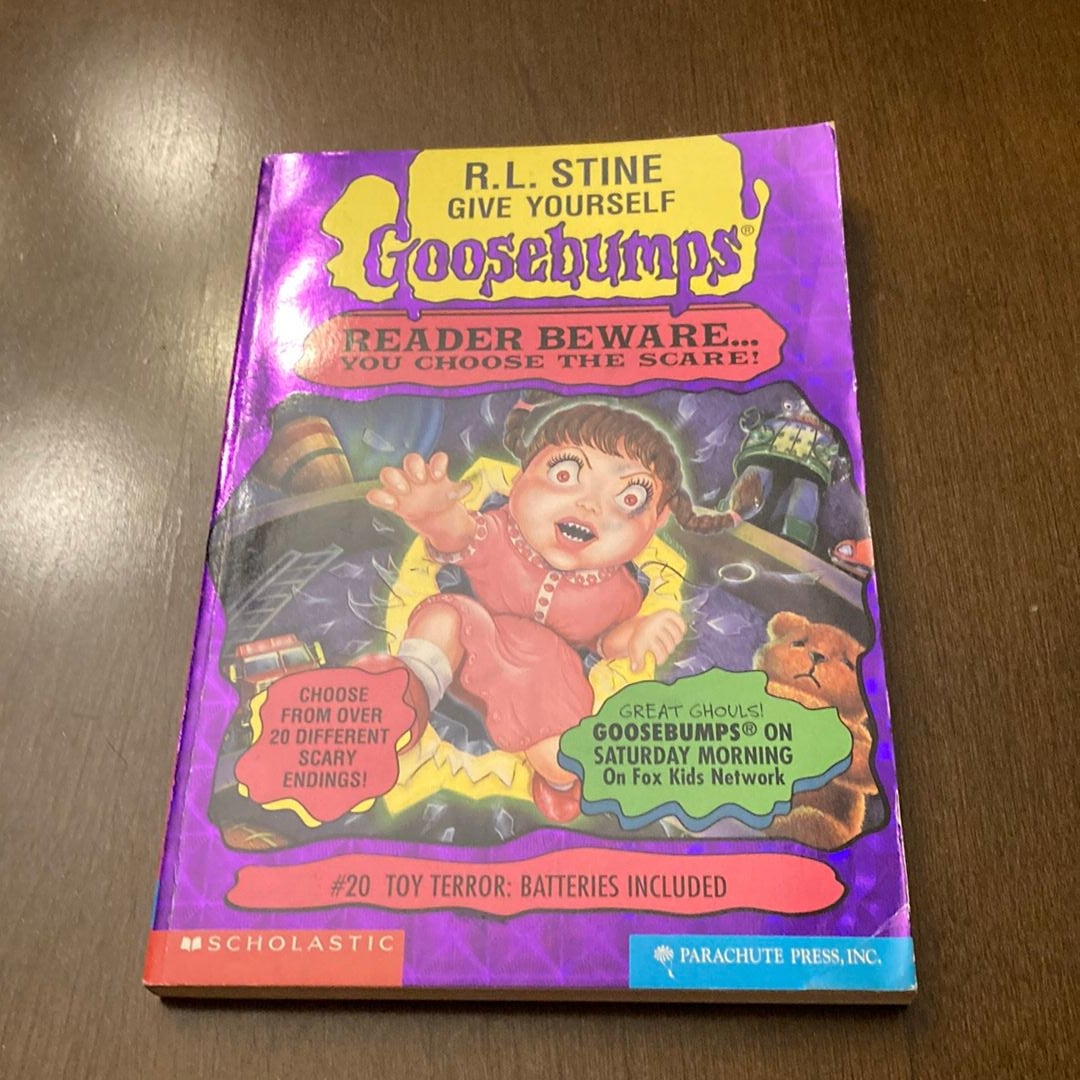 R.L. STINE
GIVE YOURSELF
Goosebumps®
READER BEWARE...
YOU CHOOSE THE SCARE!
CHOOSE
FROM OVER
20 DIFFERENT
SCARY
ENDINGS!
GREAT GHOULS!
GOOSEBUMPS® ON
SATURDAY MORNING
On Fox Kids Network
#20 TOY TERROR: BATTERIES INCLUDED
SCHOLASTIC
PARACHUTE PRESS, INC.